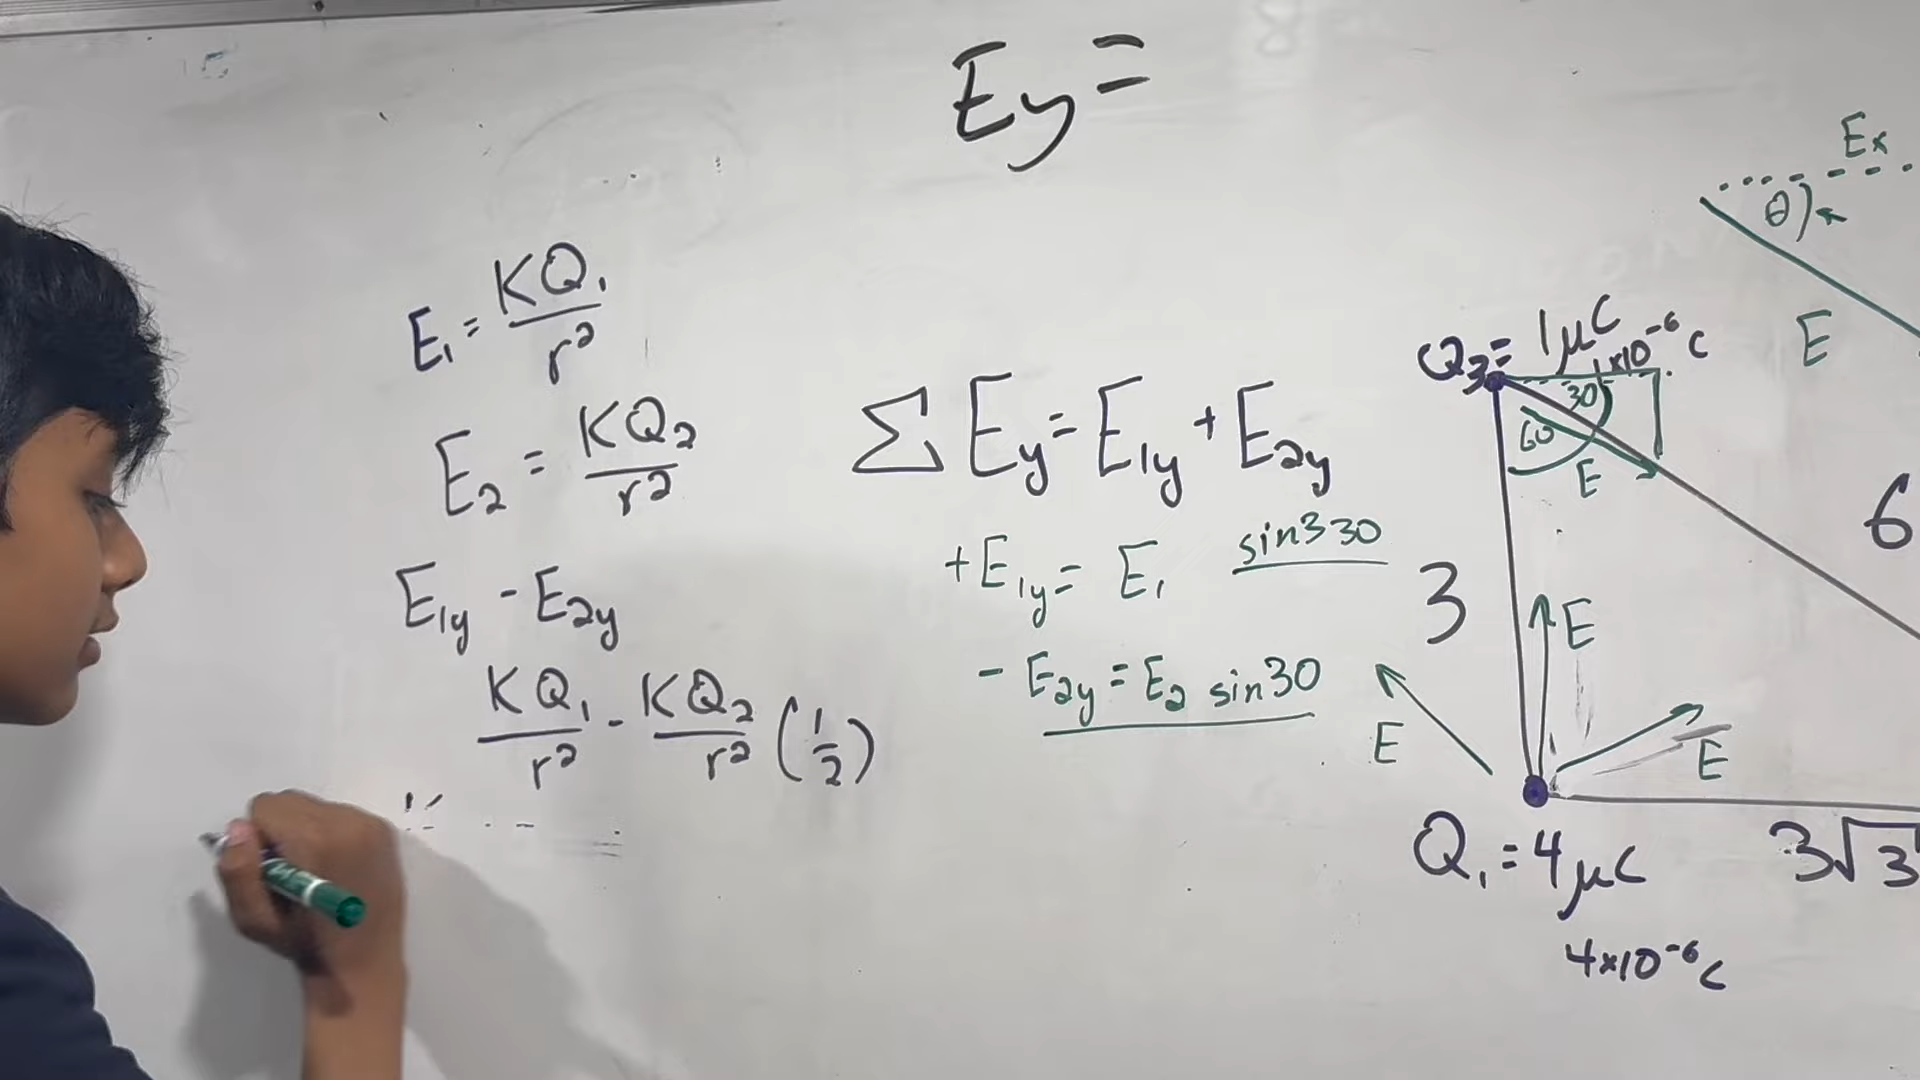 Ey =
E₁ = KQ₁/r²
E₂ = KQ₂/r²
E₁y - E₂y
KQ₁/r² - KQ₂/r² (1/2)
Σ Ey = E₁y + E₂y
+E₁y = E₁ sin330
- E₂y = E₂ sin30
Ex
θ
E
Q₃ = 1μC
1×10⁻⁶ C
30
60
E
6
3
E
E
E
Q₁ = 4μC
3√3
4×10⁻⁶ C